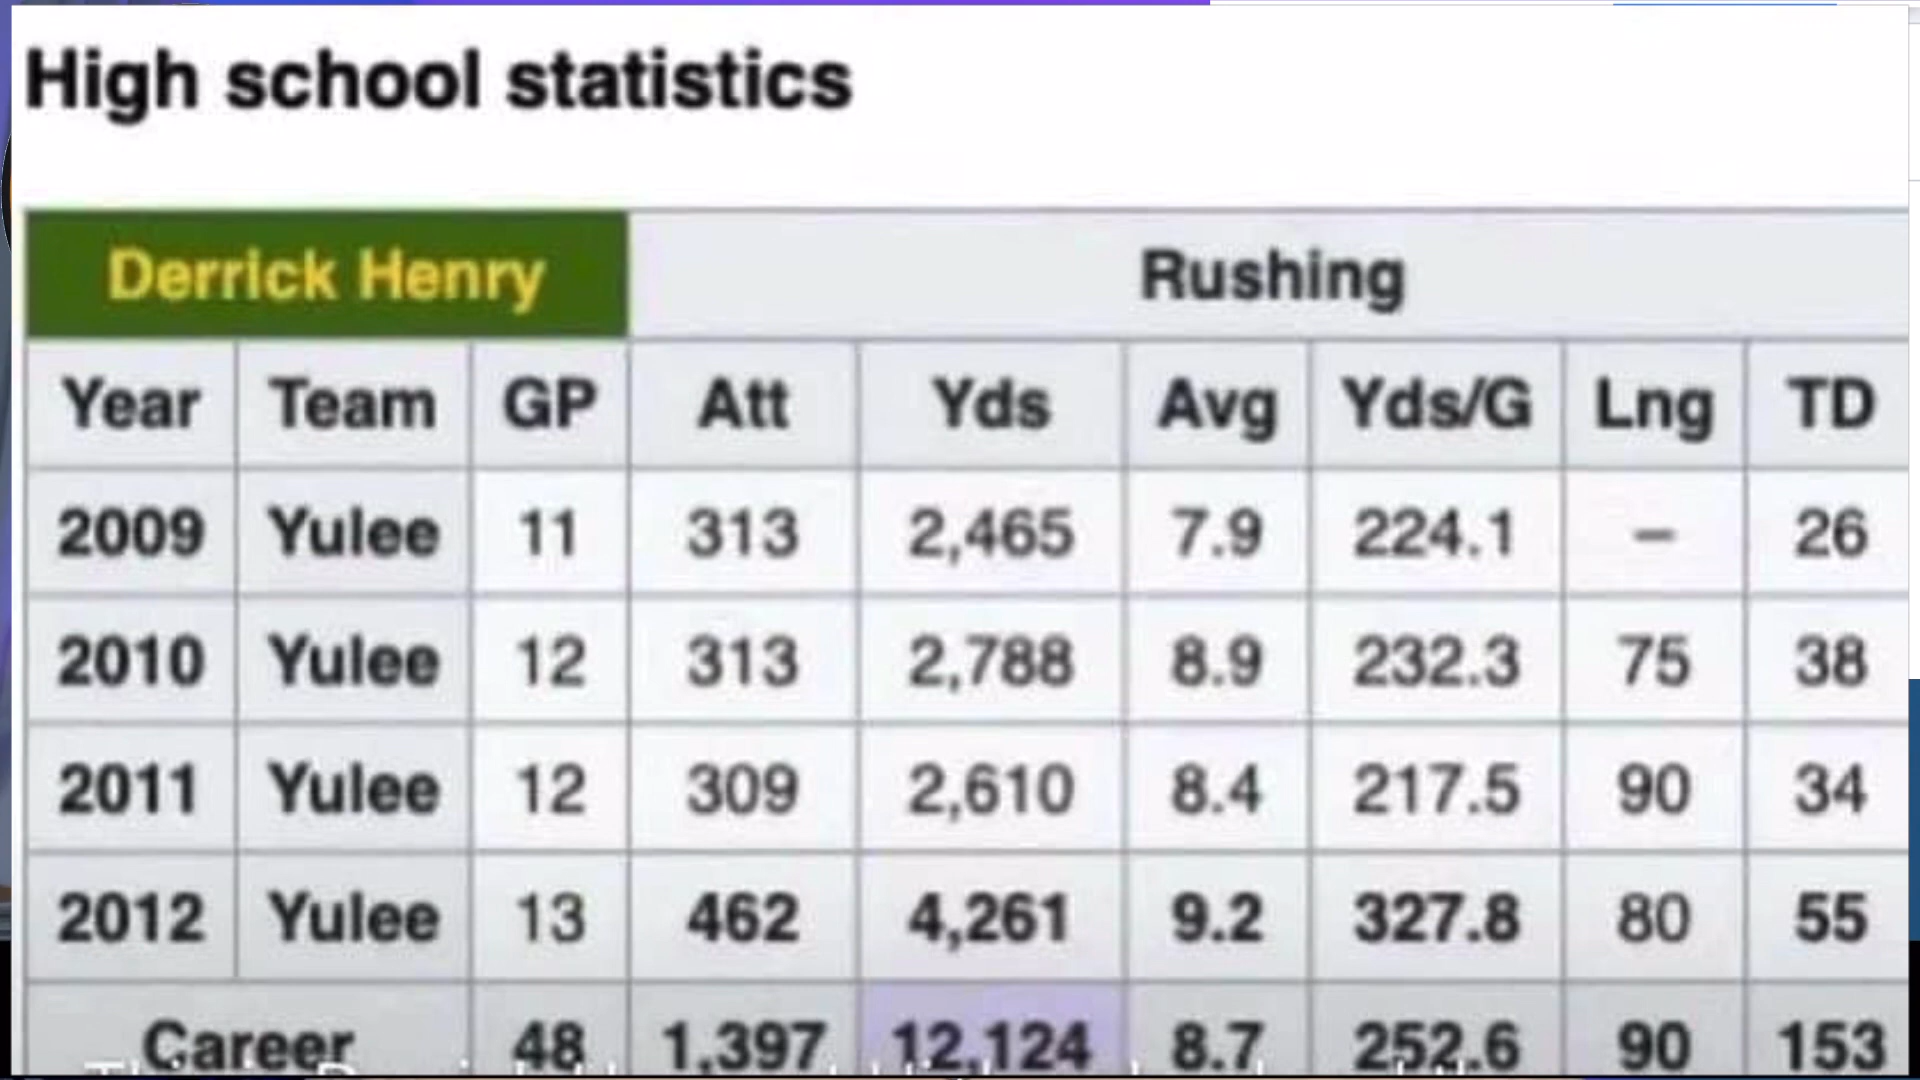 High school statistics
Derrick Henry Rushing
Year Team GP Att Yds Avg Yds/G Lng TD
2009 Yulee 11 313 2,465 7.9 224.1 – 26
2010 Yulee 12 313 2,788 8.9 232.3 75 38
2011 Yulee 12 309 2,610 8.4 217.5 90 34
2012 Yulee 13 462 4,261 9.2 327.8 80 55
Career 48 1,397 12,124 8.7 252.6 90 153